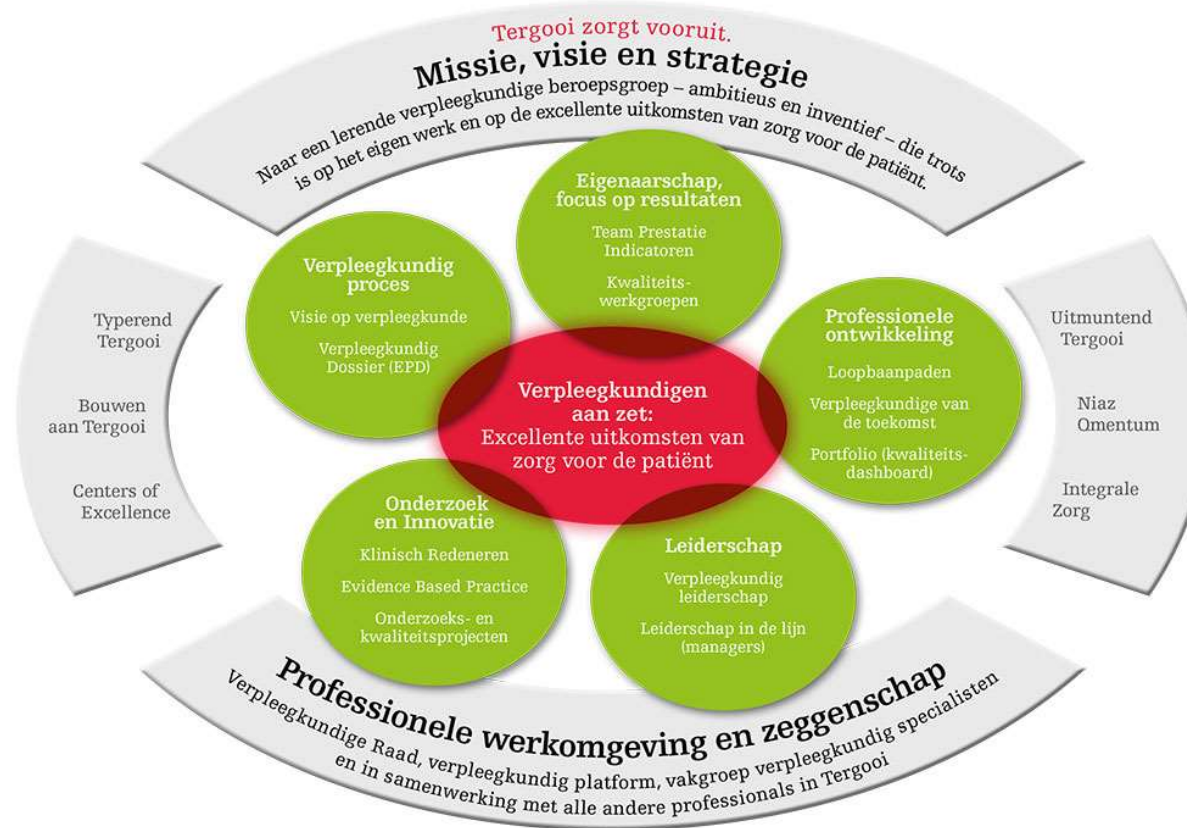 Tergooi zorgt vooruit.
Missie, visie en strategie
Naar een lerende verpleegkundige beroepsgroep – ambitieus en inventief – die trots
is op het eigen werk en op de excellente uitkomsten van zorg voor de patiënt.
Eigenaarschap,
focus op resultaten
Team Prestatie
Indicatoren
Kwaliteits-
werkgroepen
Verpleegkundig
proces
Visie op verpleegkunde
Verpleegkundig
Dossier (EPD)
Professionele
ontwikkeling
Loopbaanpaden
Verpleegkundige van
de toekomst
Portfolio (kwaliteits-
dashboard)
Typerend
Tergooi
Bouwen
aan Tergooi
Centers of
Excellence
Verpleegkundigen
aan zet:
Excellente uitkomsten van
zorg voor de patiënt
Uitmuntend
Tergooi
Niaz
Qmentum
Integrale
Zorg
Onderzoek
en Innovatie
Klinisch Redeneren
Evidence Based Practice
Onderzoeks- en
kwaliteitsprojecten
Leiderschap
Verpleegkundig
leiderschap
Leiderschap in de lijn
(managers)
Professionele werkomgeving en zeggenschap
Verpleegkundige Raad, verpleegkundig platform, vakgroep verpleegkundig specialisten
en in samenwerking met alle andere professionals in Tergooi